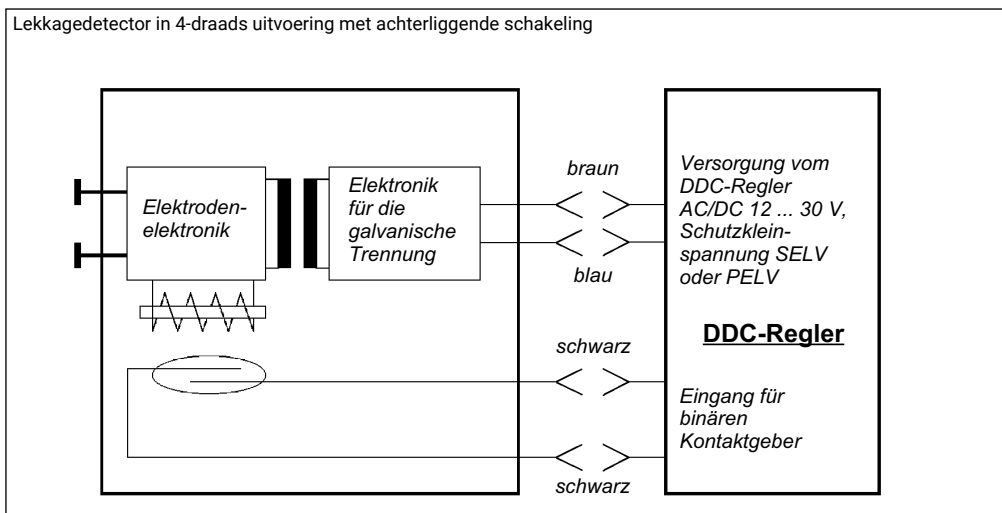 Lekkagedetector in 4-draads uitvoering met achterliggende schakeling
Elektroden-
elektronik
Elektronik
für die
galvanische
Trennung
braun
blau
schwarz
schwarz
Versorgung vom
DDC-Regler
AC/DC 12 ... 30 V,
Schutzklein-
spannung SELV
oder PELV
DDC-Regler
Eingang für
binären
Kontaktgeber